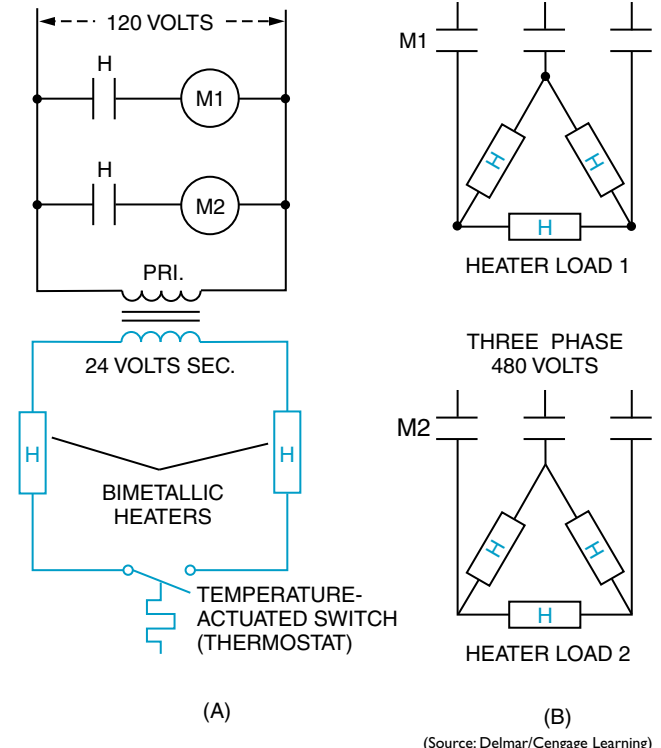 120 VOLTS
H
M1
H
M2
PRI.
24 VOLTS SEC.
H
H
BIMETALLIC
HEATERS
TEMPERATURE-
ACTUATED SWITCH
(THERMOSTAT)
(A)
M1
H
H
H
HEATER LOAD 1
THREE PHASE
480 VOLTS
M2
H
H
H
HEATER LOAD 2
(B)
(Source: Delmar/Cengage Learning)